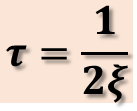 τ = 1/2ξ